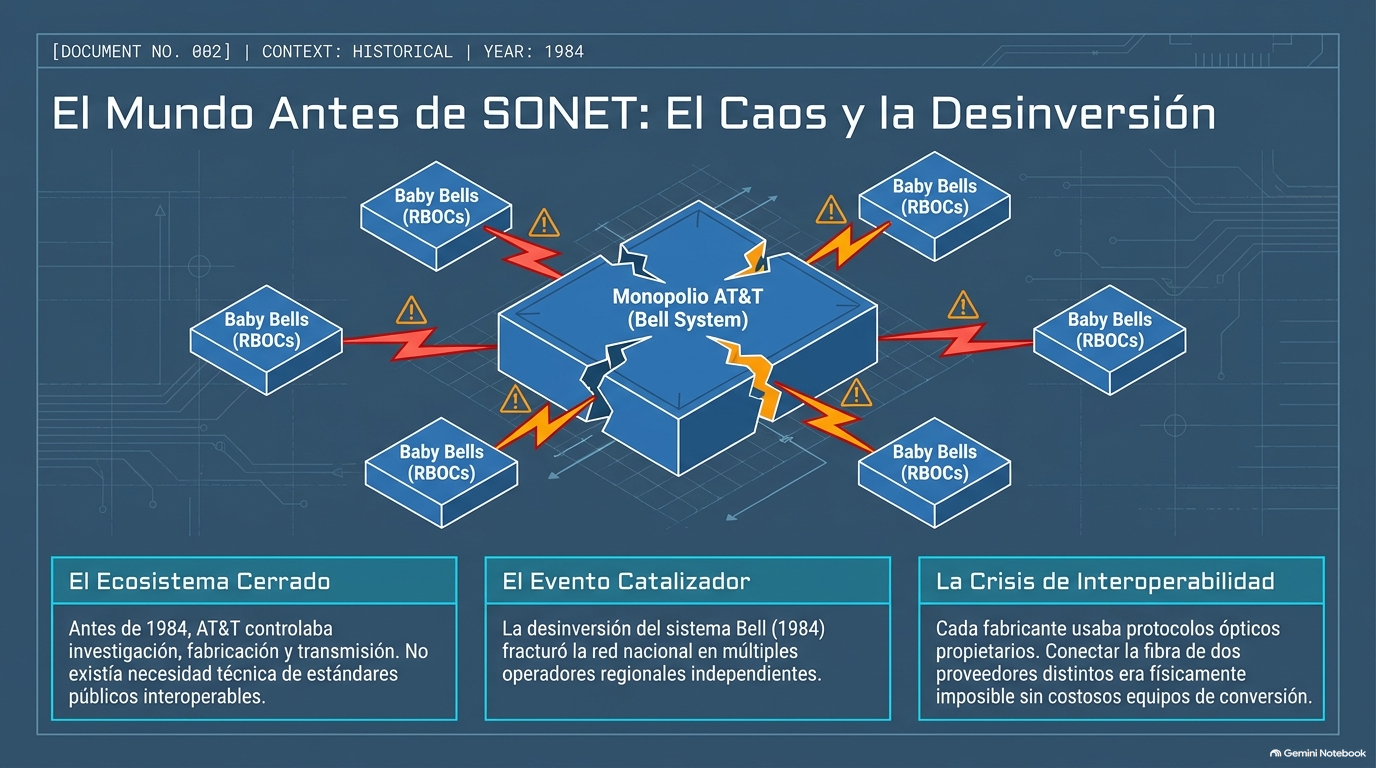 [DOCUMENT NO. 002] | CONTEXT: HISTORICAL | YEAR: 1984
El Mundo Antes de SONET: El Caos y la Desinversión
Baby Bells
(RBOCs)
Baby Bells
(RBOCs)
Monopolio AT&T
(Bell System)
Baby Bells
(RBOCs)
Baby Bells
(RBOCs)
Baby Bells
(RBOCs)
Baby Bells
(RBOCs)
El Ecosistema Cerrado
Antes de 1984, AT&T controlaba
investigación, fabricación y transmisión. No
existía necesidad técnica de estándares
públicos interoperables.
El Evento Catalizador
La desinversión del sistema Bell (1984)
fracturó la red nacional en múltiples
operadores regionales independientes.
La Crisis de Interoperabilidad
Cada fabricante usaba protocolos ópticos
propietarios. Conectar la fibra de dos
proveedores distintos era físicamente
imposible sin costosos equipos de conversión.
Gemini Notebook